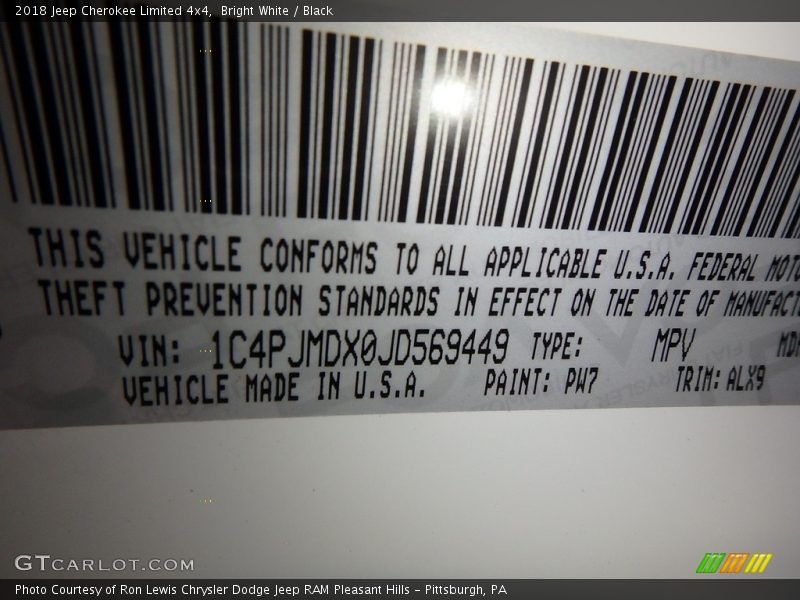 2018 Jeep Cherokee Limited 4x4, Bright White / Black
THIS VEHICLE CONFORMS TO ALL APPLICABLE U.S.A. FEDERAL
THEFT PREVENTION STANDARDS IN EFFECT ON THE DATE OF
VIN: 1C4PJMDX0JD569449 TYPE: MPV
VEHICLE MADE IN U.S.A. PAINT: PW7 TRIM: ALX9
GTCARLOT.COM
Photo Courtesy of Ron Lewis Chrysler Dodge Jeep RAM Pleasant Hills - Pittsburgh, PA